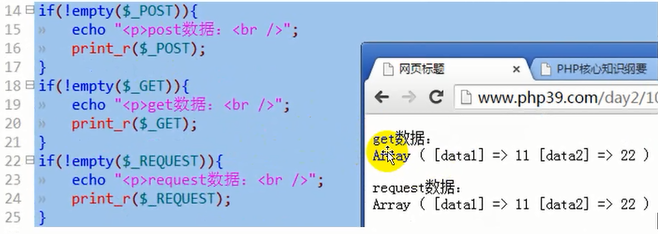 14 if(!empty($_POST)){
15 echo "<p>post数据：<br />";
16 print_r($_POST);
17 }
18 if(!empty($_GET)){
19 echo "<p>get数据：<br />";
20 print_r($_GET);
21 }
22 if(!empty($_REQUEST)){
23 echo "<p>request数据：<br />";
24 print_r($_REQUEST);
25 }
网页标题
PHP核心知识纲要
www.php39.com/day2/10
get数据：
Array ( [data1] => 11 [data2] => 22 )
request数据：
Array ( [data1] => 11 [data2] => 22 )